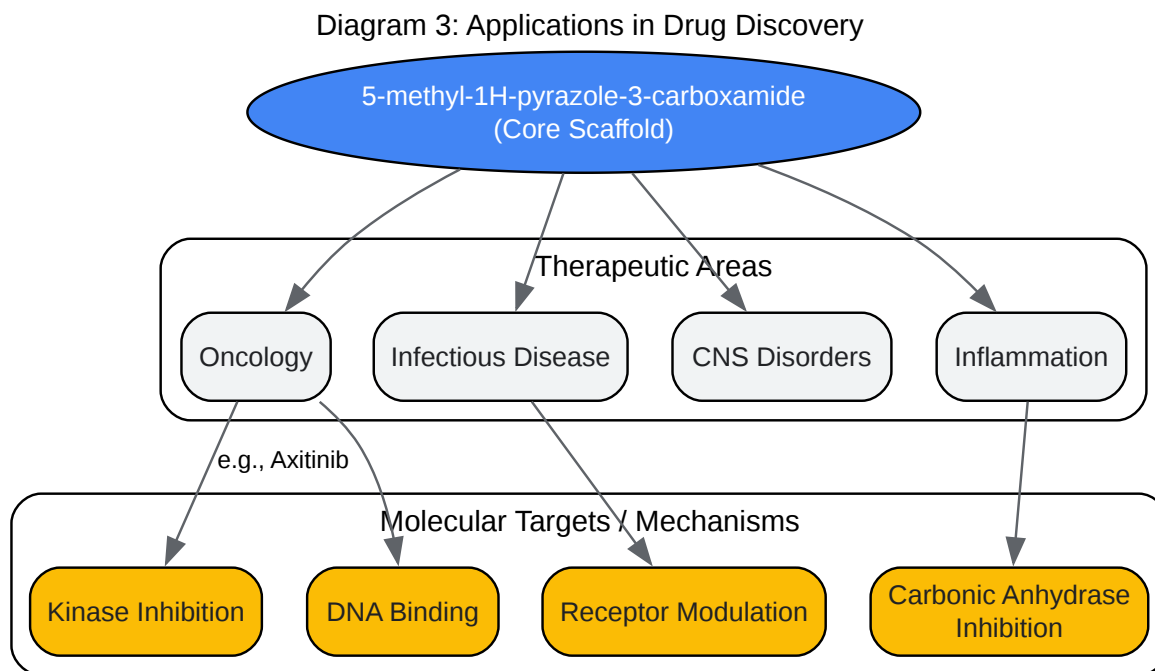 Diagram 3: Applications in Drug Discovery
5-methyl-1H-pyrazole-3-carboxamide
(Core Scaffold)
Therapeutic Areas
Oncology
Infectious Disease
CNS Disorders
Inflammation
e.g., Axitinib
Molecular Targets / Mechanisms
Kinase Inhibition
DNA Binding
Receptor Modulation
Carbonic Anhydrase
Inhibition